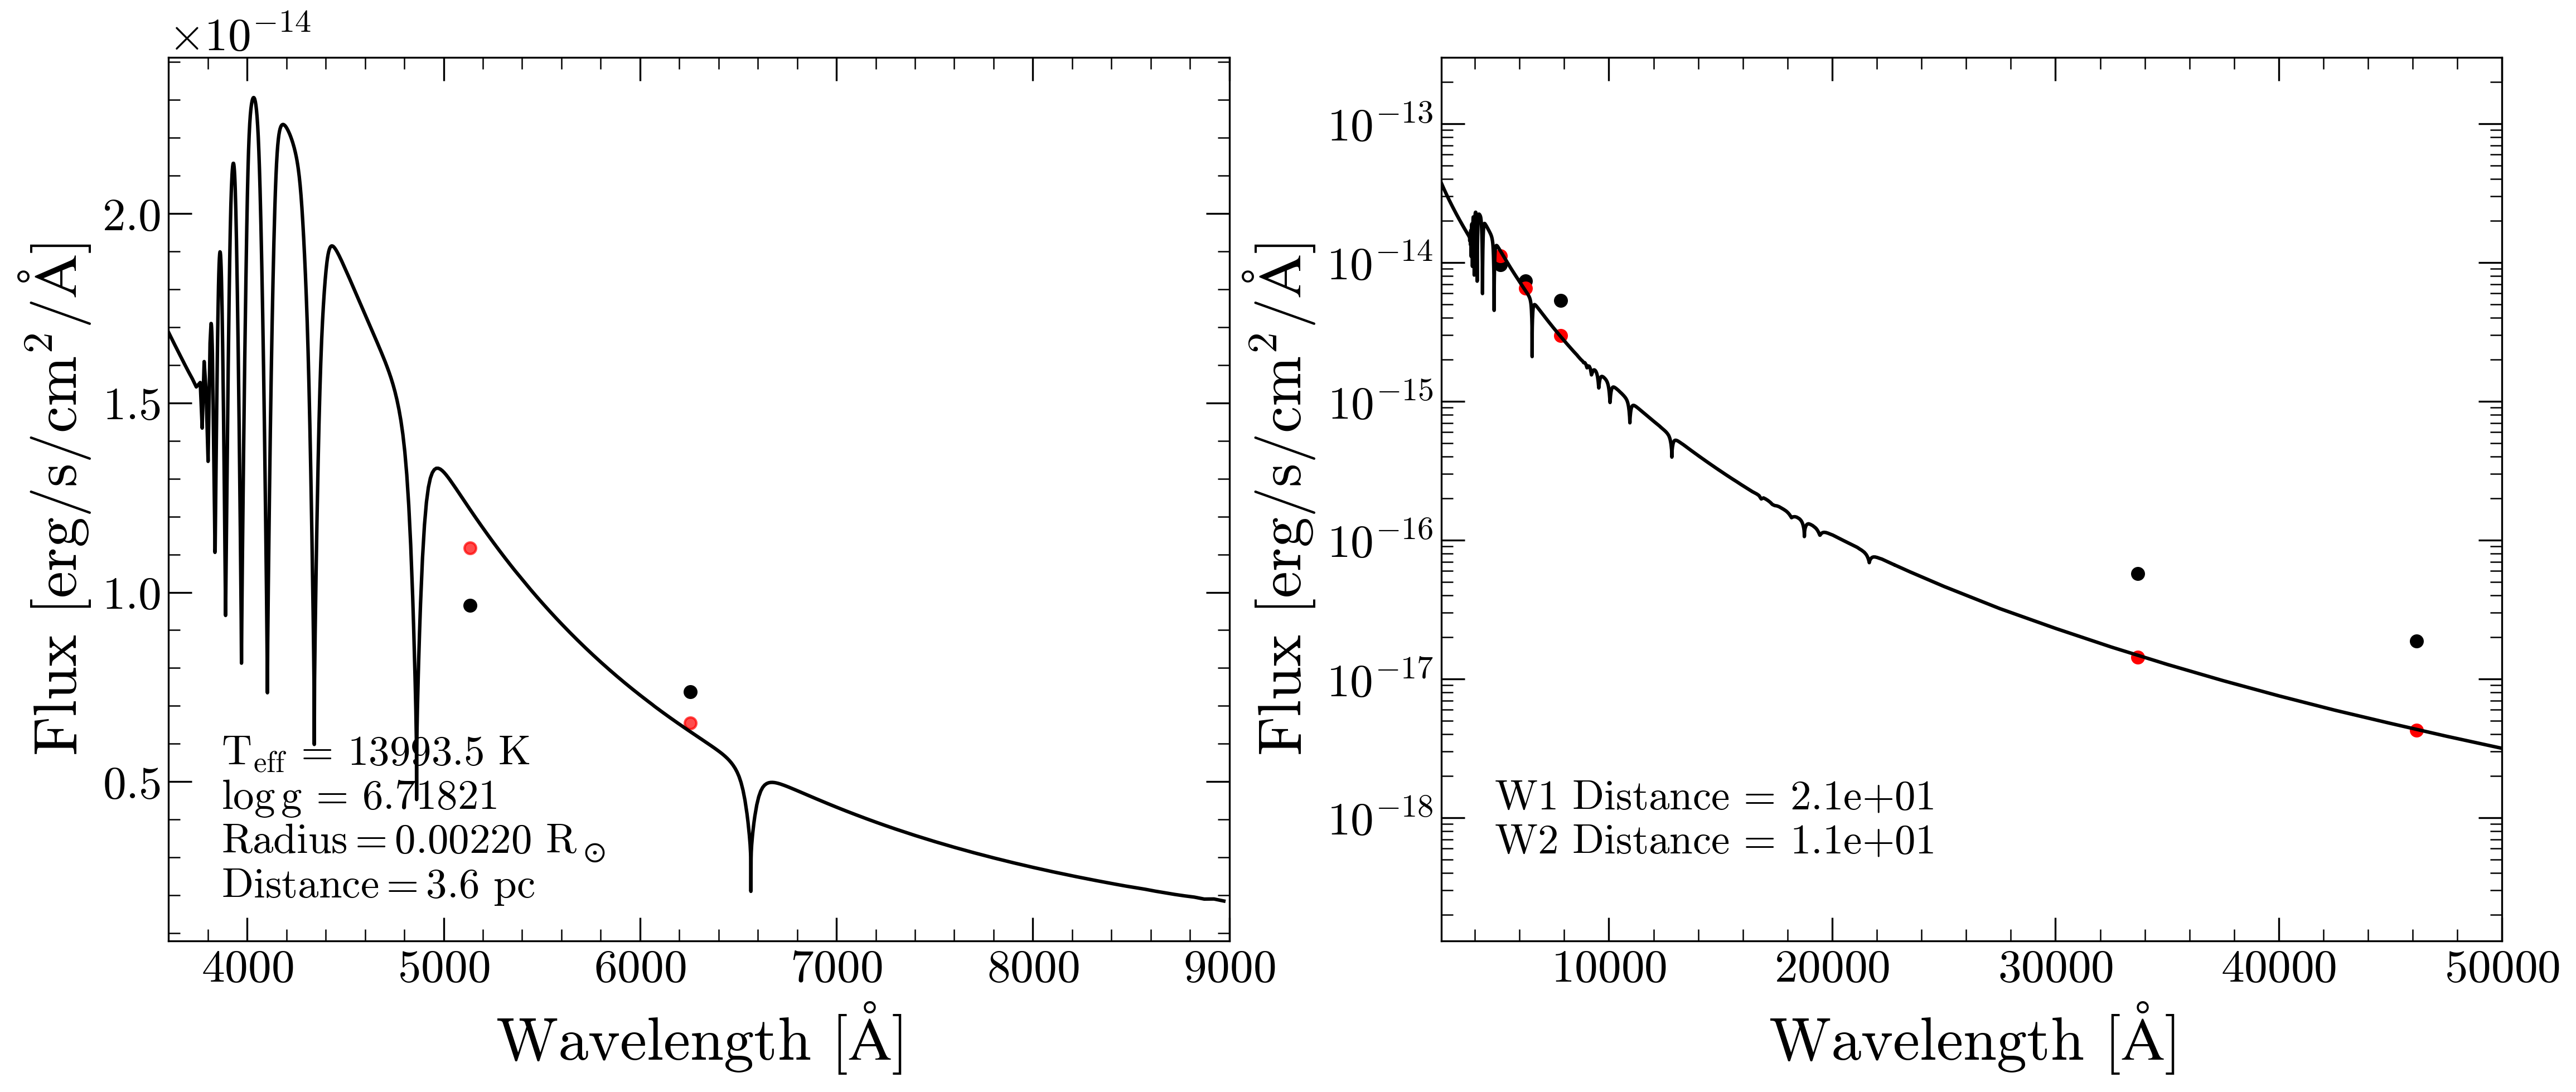 ×10⁻¹⁴
2.0
1.5
1.0
0.5
Flux [erg/s/cm²/Å]
T_eff = 13993.5 K
log g = 6.71821
Radius = 0.00220 R_⊙
Distance = 3.6 pc
4000 5000 6000 7000 8000 9000
Wavelength [Å]
10⁻¹³
10⁻¹⁴
10⁻¹⁵
10⁻¹⁶
10⁻¹⁷
10⁻¹⁸
Flux [erg/s/cm²/Å]
W1 Distance = 2.1e+01
W2 Distance = 1.1e+01
10000 20000 30000 40000 50000
Wavelength [Å]